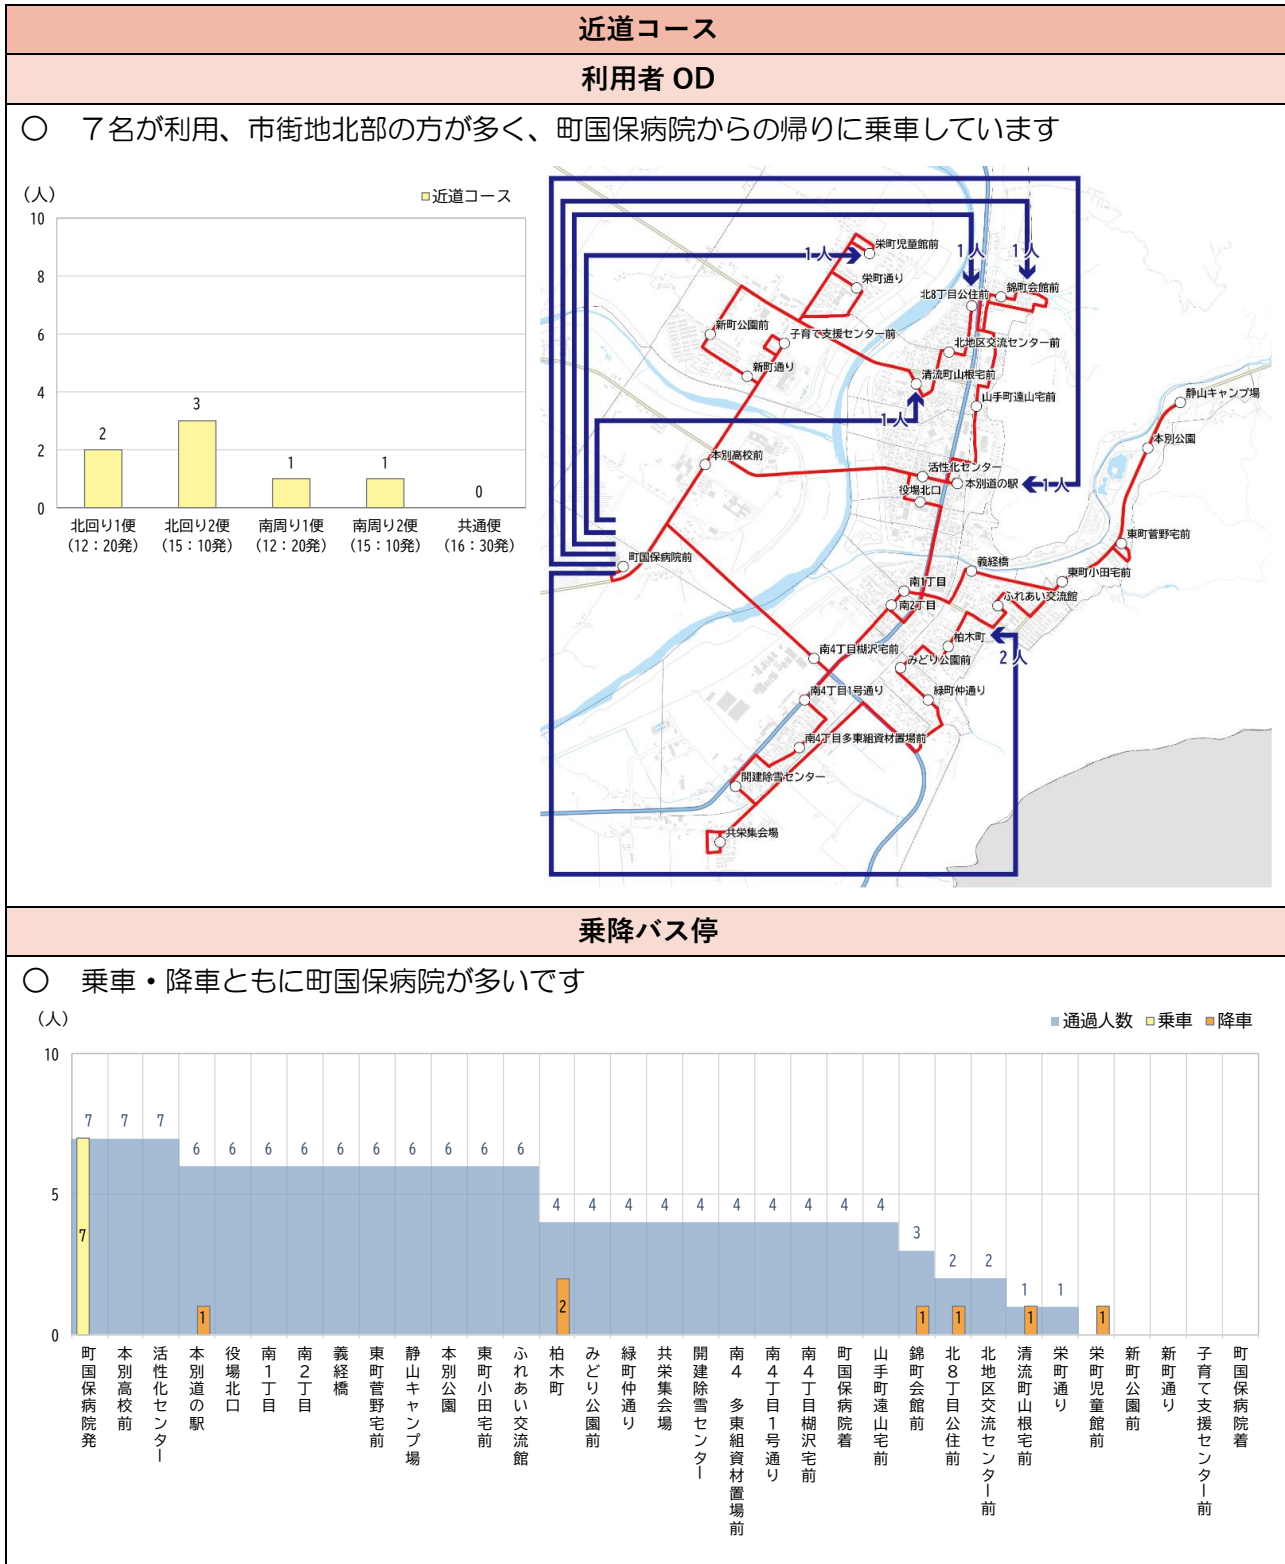 近道コース
利用者 OD
○ 7名が利用、市街地北部の方が多く、町国保病院からの帰りに乗車しています
(人)
近道コース
10
8
6
4
2
0
2
3
1
1
0
北回り1便
(12：20発)
北回り2便
(15：10発)
南周り1便
(12：20発)
南周り2便
(15：10発)
共通便
(16：30発)
栄町児童館前
1人
1人
1人
栄町通り
北8丁目公住前
錦町会館前
新町公園前
子育て支援センター前
北地区交流センター前
新町通り
清流町山根宅前
山手町遠山宅前
静山キャンプ場
1人
本別公園
本別高校前
活性化センター
本別道の駅
1人
役場北口
東町菅野宅前
町国保病院前
義経橋
東町小田宅前
南1丁目
南2丁目
ふれあい交流館
柏木町
2人
南4丁目楜沢宅前
みどり公園前
南4丁目1号通り
緑町仲通り
南4丁目多東組資材置場前
開建除雪センター
共栄集会場
乗降バス停
○ 乗車・降車ともに町国保病院が多いです
(人)
通過人数 乗車 降車
10
5
0
7 7 7 6 6 6 6 6 6 6 6 6 6 4 4 4 4 4 4 4 4 4 4 3 2 2 1 1
7 1 2 1 1 1 1
町国保病院発
本別高校前
活性化センター
本別道の駅
役場北口
南1丁目
南2丁目
義経橋
東町菅野宅前
静山キャンプ場
本別公園
東町小田宅前
ふれあい交流館
柏木町
みどり公園前
緑町仲通り
共栄集会場
開建除雪センター
南4 多東組資材置場前
南4丁目1号通り
南4丁目楜沢宅前
町国保病院着
山手町遠山宅前
錦町会館前
北8丁目公住前
北地区交流センター前
清流町山根宅前
栄町通り
栄町児童館前
新町公園前
新町通り
子育て支援センター前
町国保病院着